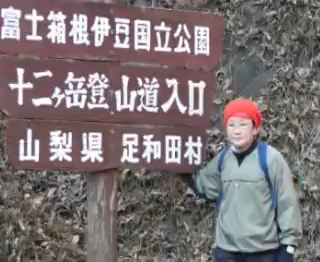 富士箱根伊豆国立公園
十二ヶ岳登山道入口
山梨県 足和田村